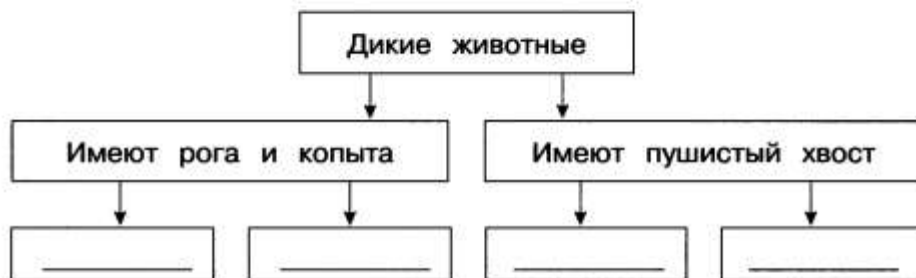 Дикие животные
Имеют рога и копыта
Имеют пушистый хвост